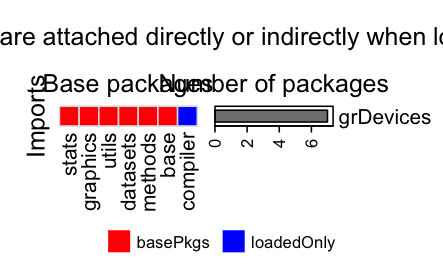 are attached directly or indirectly when lo
Base packages
Number of packages
Imports
grDevices
stats
graphics
utils
datasets
methods
base
compiler
0 2 4 6
basePkgs loadedOnly